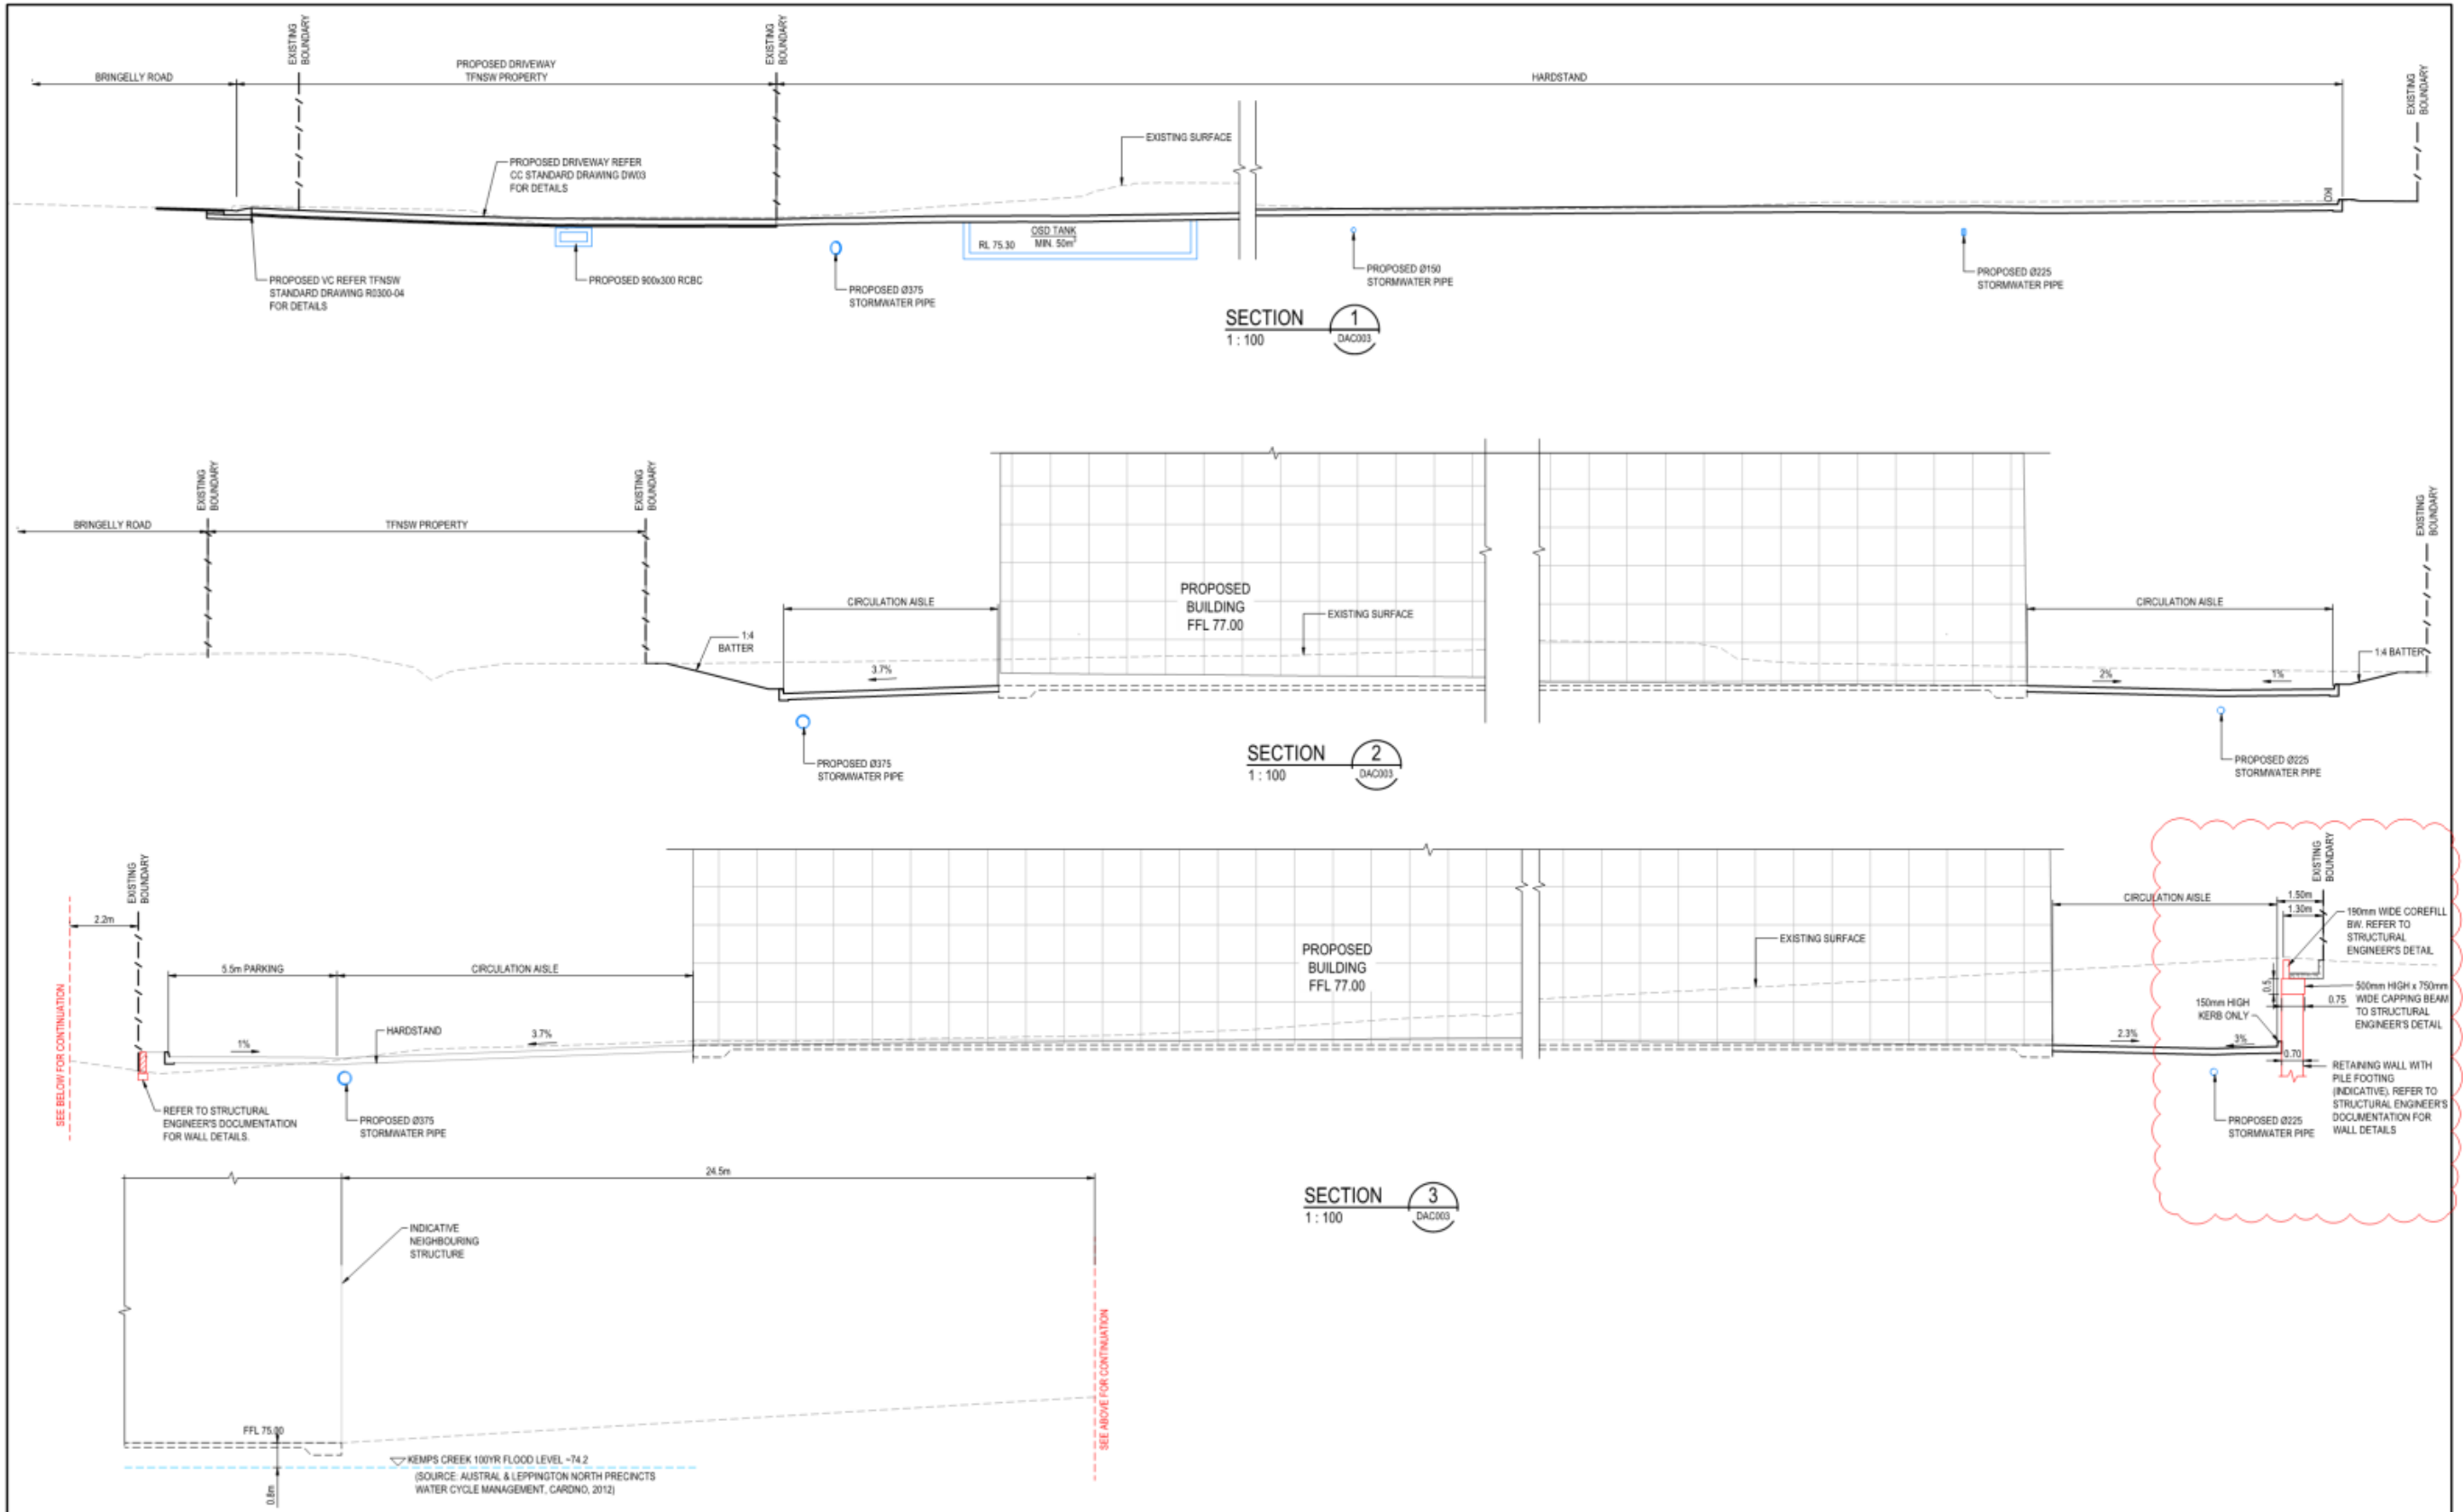 EXISTING
BOUNDARY
EXISTING
BOUNDARY
EXISTING
BOUNDARY
BRINGELLY ROAD
PROPOSED DRIVEWAY
TFNSW PROPERTY
HARDSTAND
EXISTING SURFACE
PROPOSED DRIVEWAY REFER
CC STANDARD DRAWING DW03
FOR DETAILS
KO
OSD TANK
MIN. 50m³
RL 75.30
PROPOSED VC REFER TFNSW
STANDARD DRAWING R0300-04
FOR DETAILS
PROPOSED 900x300 RCBC
PROPOSED Ø375
STORMWATER PIPE
PROPOSED Ø150
STORMWATER PIPE
PROPOSED Ø225
STORMWATER PIPE
SECTION
1 : 100
1
DAC003
EXISTING
BOUNDARY
EXISTING
BOUNDARY
EXISTING
BOUNDARY
BRINGELLY ROAD
TFNSW PROPERTY
CIRCULATION AISLE
PROPOSED
BUILDING
FFL 77.00
EXISTING SURFACE
CIRCULATION AISLE
1:4
BATTER
3.7%
2%
1%
1:4 BATTER
PROPOSED Ø375
STORMWATER PIPE
SECTION
1 : 100
2
DAC003
PROPOSED Ø225
STORMWATER PIPE
EXISTING
BOUNDARY
EXISTING
BOUNDARY
2.2m
SEE BELOW FOR CONTINUATION
5.5m PARKING
CIRCULATION AISLE
HARDSTAND
1%
3.7%
PROPOSED
BUILDING
FFL 77.00
EXISTING SURFACE
CIRCULATION AISLE
1.50m
1.30m
190mm WIDE COREFILL
BW. REFER TO
STRUCTURAL
ENGINEER'S DETAIL
0.5
500mm HIGH x 750mm
WIDE CAPPING BEAM
TO STRUCTURAL
ENGINEER'S DETAIL
0.75
150mm HIGH
KERB ONLY
2.3%
3%
0.70
RETAINING WALL WITH
PILE FOOTING
(INDICATIVE). REFER TO
STRUCTURAL ENGINEER'S
DOCUMENTATION FOR
WALL DETAILS
REFER TO STRUCTURAL
ENGINEER'S DOCUMENTATION
FOR WALL DETAILS.
PROPOSED Ø375
STORMWATER PIPE
PROPOSED Ø225
STORMWATER PIPE
24.5m
SECTION
1 : 100
3
DAC003
INDICATIVE
NEIGHBOURING
STRUCTURE
SEE ABOVE FOR CONTINUATION
FFL 75.00
KEMPS CREEK 100YR FLOOD LEVEL ~74.2
(SOURCE: AUSTRAL & LEPPINGTON NORTH PRECINCTS
WATER CYCLE MANAGEMENT, CARDNO, 2012)
0.8m